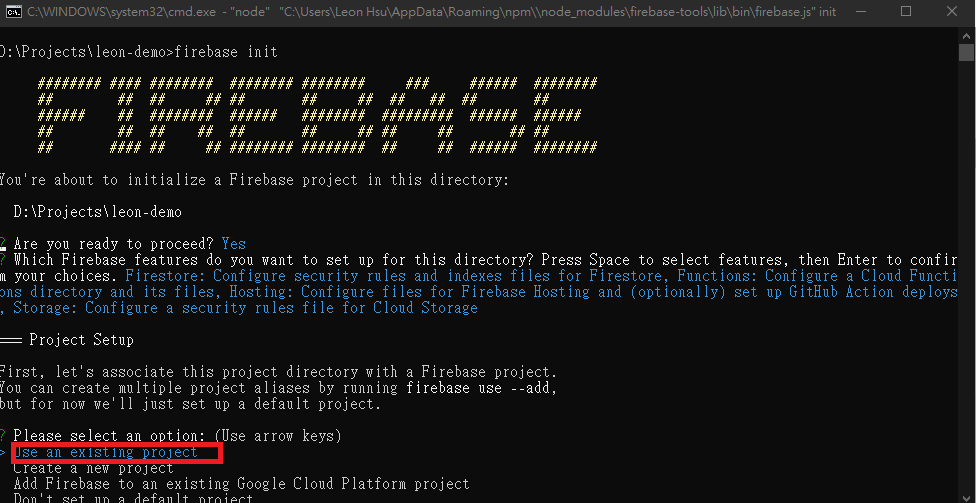 C:\WINDOWS\system32\cmd.exe - "node" "C:\Users\Leon Hsu\AppData\Roaming\npm\\node_modules\firebase-tools\lib\bin\firebase.js" init
D:\Projects\leon-demo>firebase init
FIREBASE
You're about to initialize a Firebase project in this directory:
D:\Projects\leon-demo
? Are you ready to proceed? Yes
? Which Firebase features do you want to set up for this directory? Press Space to select features, then Enter to confir
m your choices. Firestore: Configure security rules and indexes files for Firestore, Functions: Configure a Cloud Functi
ons directory and its files, Hosting: Configure files for Firebase Hosting and (optionally) set up GitHub Action deploys
, Storage: Configure a security rules file for Cloud Storage
=== Project Setup
First, let's associate this project directory with a Firebase project.
You can create multiple project aliases by running firebase use --add,
but for now we'll just set up a default project.
? Please select an option: (Use arrow keys)
> Use an existing project
Create a new project
Add Firebase to an existing Google Cloud Platform project
Don't set up a default project